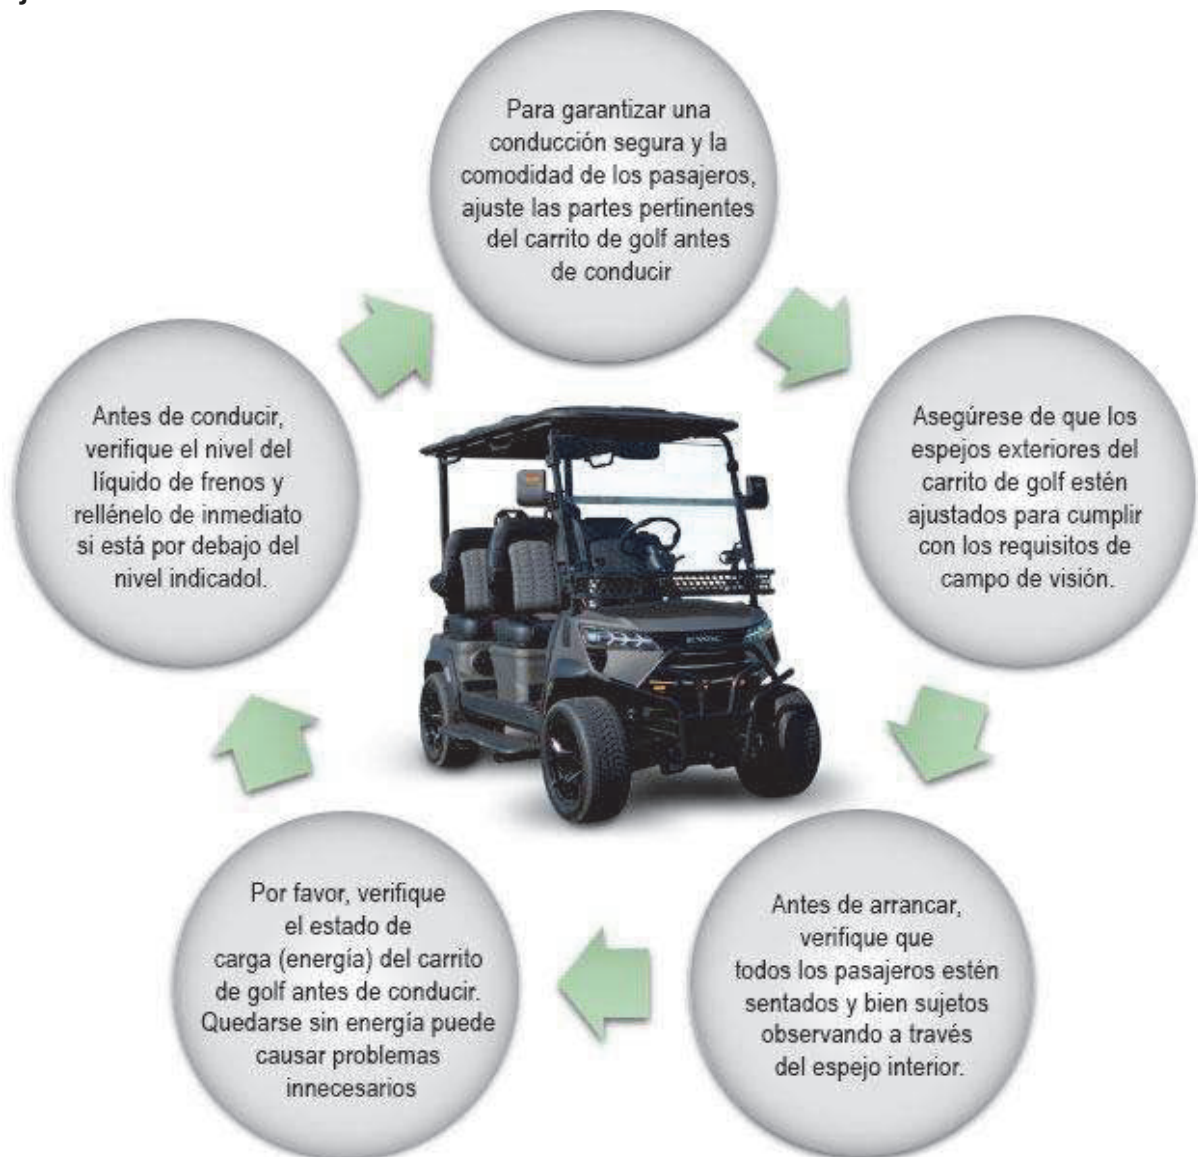 Para garantizar una
conducción segura y la
comodidad de los pasajeros,
ajuste las partes pertinentes
del carrito de golf antes
de conducir
Asegúrese de que los
espejos exteriores del
carrito de golf estén
ajustados para cumplir
con los requisitos de
campo de visión.
Antes de arrancar,
verifique que
todos los pasajeros estén
sentados y bien sujetos
observando a través
del espejo interior.
Por favor, verifique
el estado de
carga (energía) del carrito
de golf antes de conducir.
Quedarse sin energía puede
causar problemas
innecesarios
Antes de conducir,
verifique el nivel del
líquido de frenos y
rellénelo de inmediato
si está por debajo del
nivel indicadol.